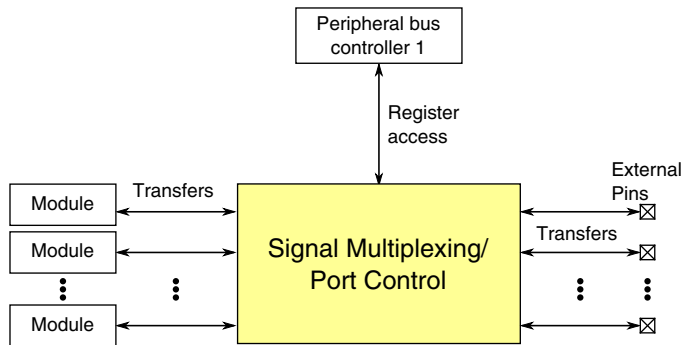 Peripheral bus
controller 1
Register
access
External
Pins
Module
Transfers
Module
Transfers
Signal Multiplexing/
Port Control
Module